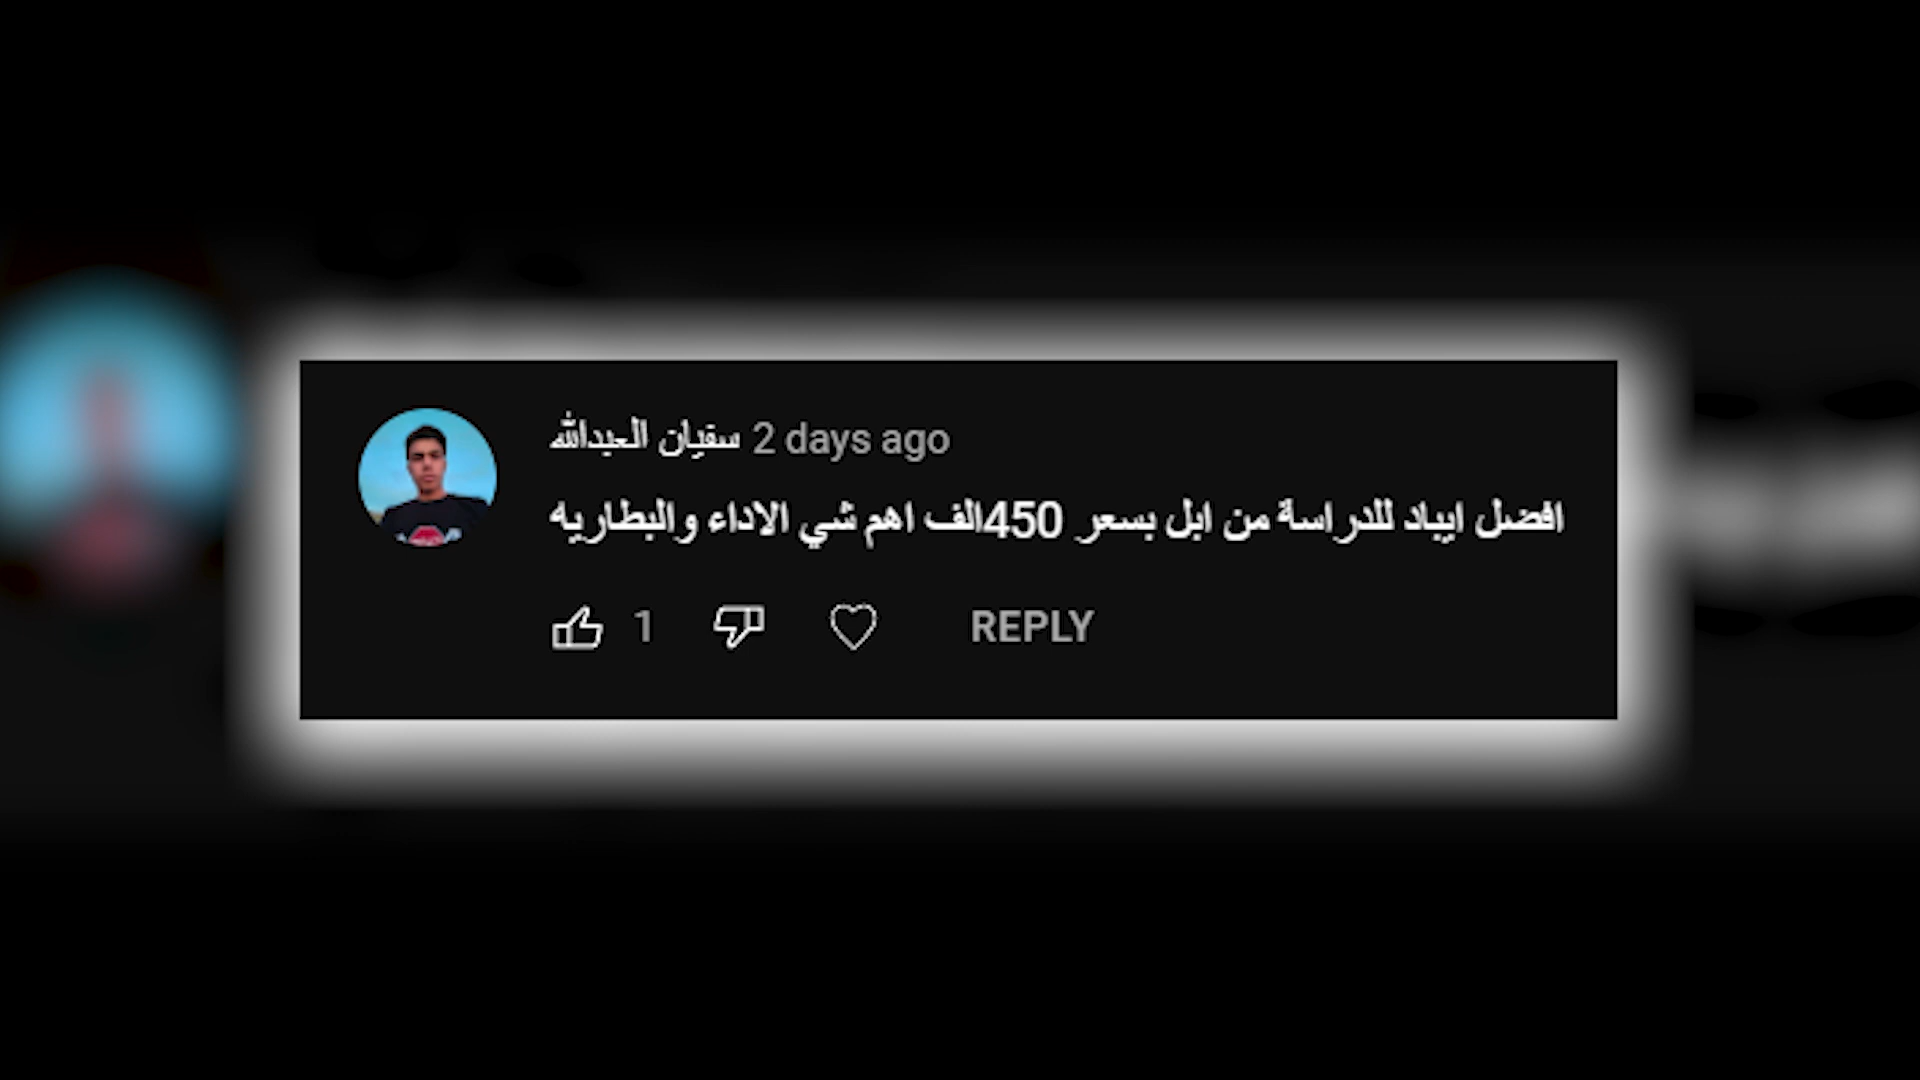 سفيان العبدالله 2 days ago
افضل ايباد للدراسة من ابل بسعر 450الف اهم شي الاداء والبطاريه
1 REPLY